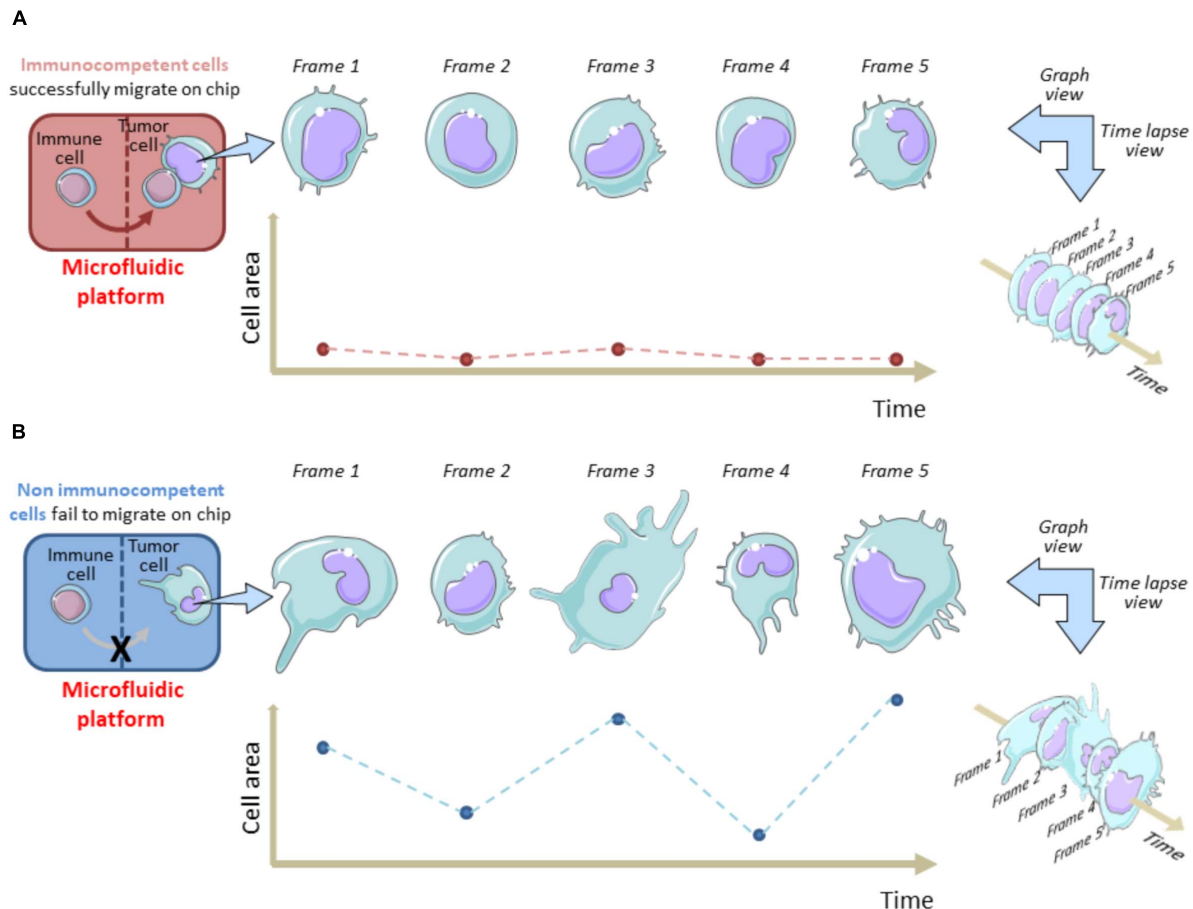 A
Immunocompetent cells
successfully migrate on chip
Immune
cell
Tumor
cell
Microfluidic
platform
Frame 1
Frame 2
Frame 3
Frame 4
Frame 5
Cell area
Time
Graph
view
Time lapse
view
Frame 1
Frame 2
Frame 3
Frame 4
Frame 5
Time
B
Non immunocompetent
cells fail to migrate on chip
Immune
cell
Tumor
cell
X
Microfluidic
platform
Frame 1
Frame 2
Frame 3
Frame 4
Frame 5
Cell area
Time
Graph
view
Time lapse
view
Frame 1
Frame 2
Frame 3
Frame 4
Frame 5
Time